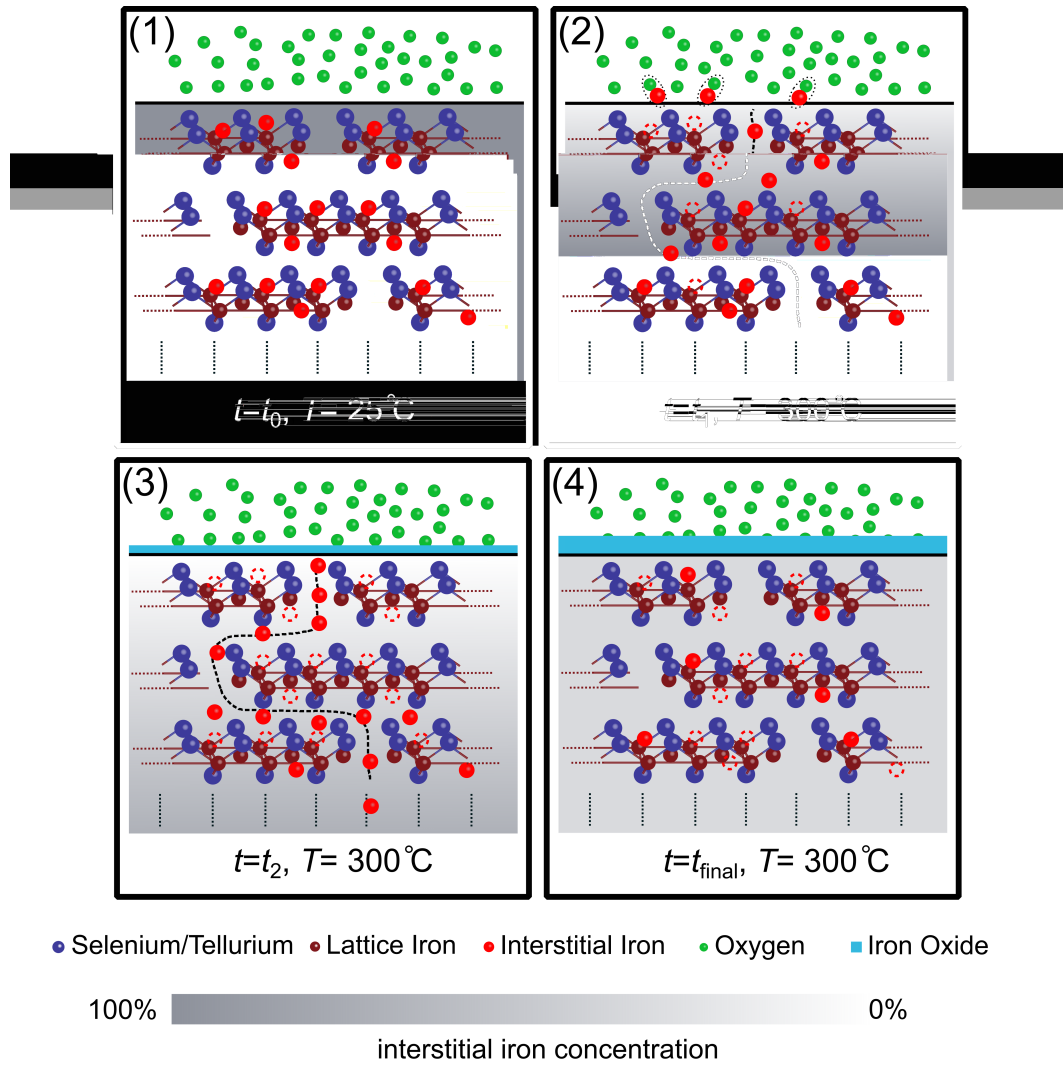 (1)
(2)
t=t₀, T= 25°C
(3)
(4)
t=t₂, T= 300°C
t=t_final, T= 300°C
Selenium/Tellurium
Lattice Iron
Interstitial Iron
Oxygen
Iron Oxide
100%
0%
interstitial iron concentration